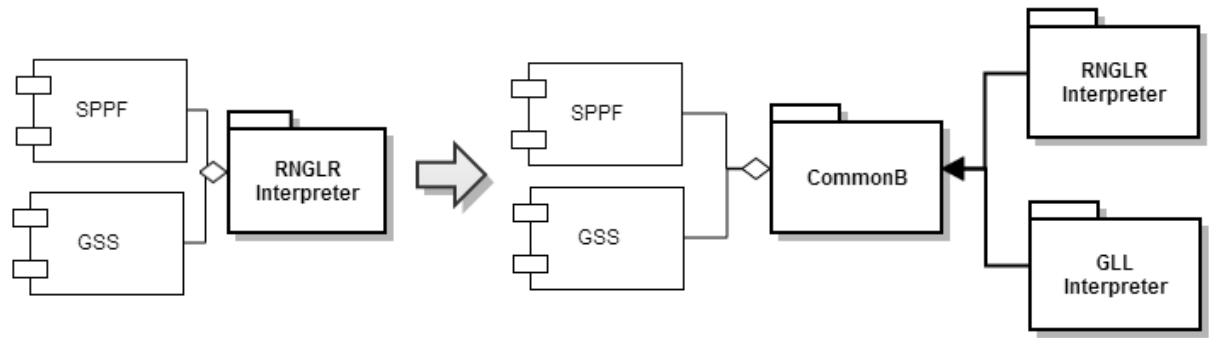 SPPF
GSS
RNGLR
Interpreter
SPPF
GSS
CommonB
RNGLR
Interpreter
GLL
Interpreter